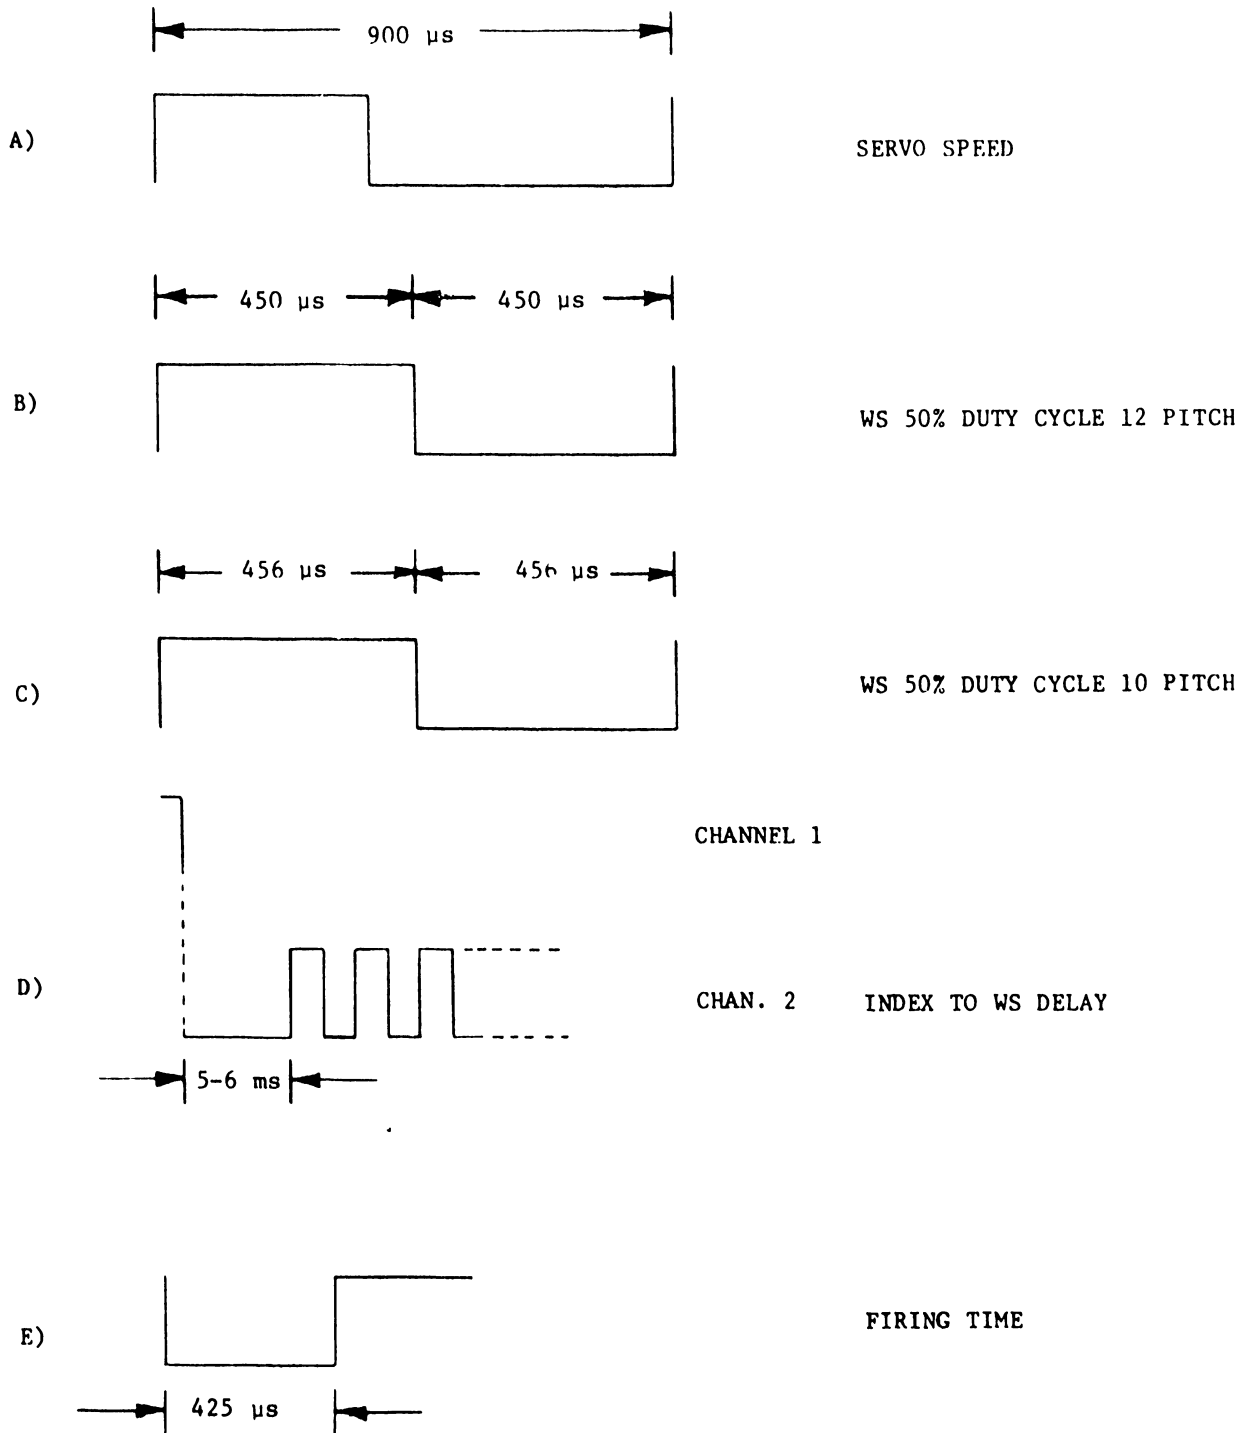 900 µs
A)
SERVO SPEED
450 µs 450 µs
B)
WS 50% DUTY CYCLE 12 PITCH
456 µs 456 µs
C)
WS 50% DUTY CYCLE 10 PITCH
CHANNEL 1
D)
CHAN. 2 INDEX TO WS DELAY
5-6 ms
E)
FIRING TIME
425 µs